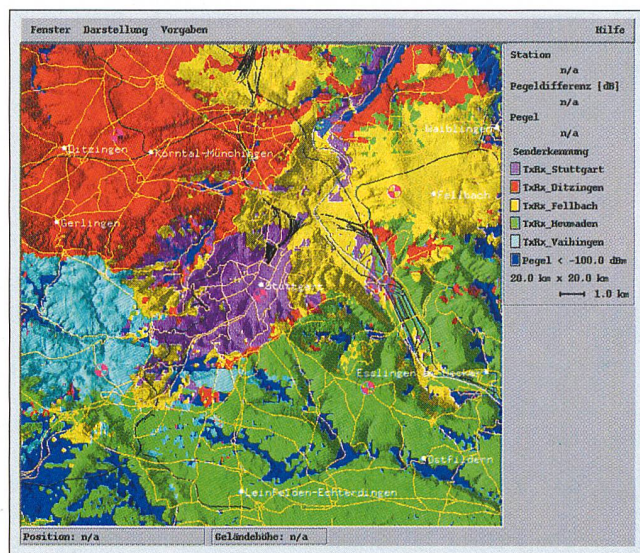 Fenster Darstellung Vorgaben Hilfe
Station
n/a
Pegeldifferenz [dB]
n/a
Pegel
n/a
Senderkennung
TxRx_Stuttgart
TxRx_Ditzingen
TxRx_Fellbach
TxRx_Heumaden
TxRx_Vaihingen
Pegel < -100.0 dBm
20.0 km x 20.0 km
1.0 km
Waiblingen
Ditzingen
Korntal-Münchingen
Fellbach
Gerlingen
Stuttgart
Esslingen am Neckar
Ostfildern
Leinfelden-Echterdingen
Position: n/a
Geländehöhe: n/a